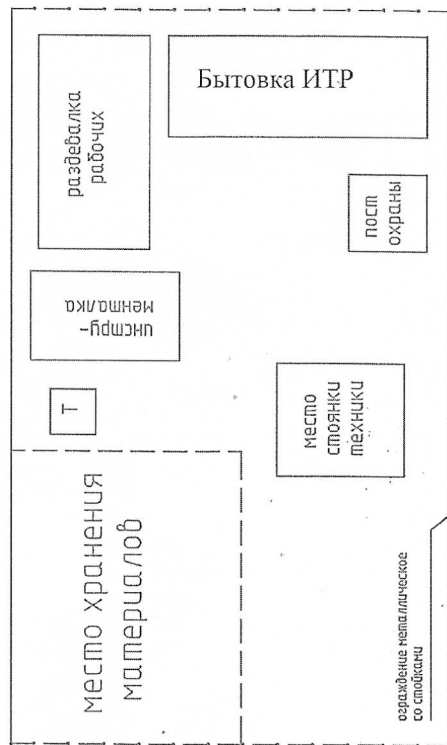 Бытовка ИТР
раздевалка
рабочих
пост
охраны
инстру-
менталка
Т
место
стоянки
техники
место хранения
материалов
ограждение металлическое
со стойками